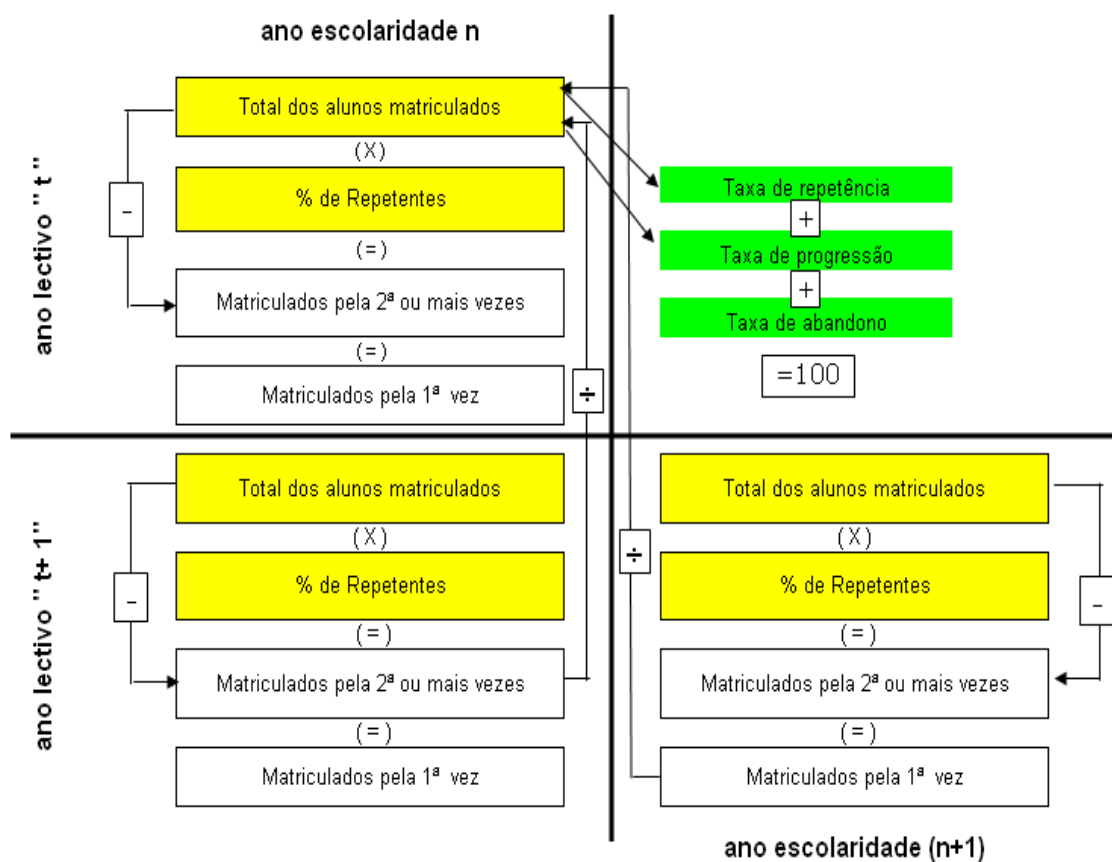 ano escolaridade n
ano lectivo " t "
Total dos alunos matriculados
(X)
% de Repetentes
(=)
Matriculados pela 2ª ou mais vezes
(=)
Matriculados pela 1ª vez
-
÷
Taxa de repetência
+
Taxa de progressão
+
Taxa de abandono
=100
ano lectivo " t+ 1"
Total dos alunos matriculados
(X)
% de Repetentes
(=)
Matriculados pela 2ª ou mais vezes
(=)
Matriculados pela 1ª vez
-
÷
Total dos alunos matriculados
(X)
% de Repetentes
(=)
Matriculados pela 2ª ou mais vezes
(=)
Matriculados pela 1ª vez
-
ano escolaridade (n+1)